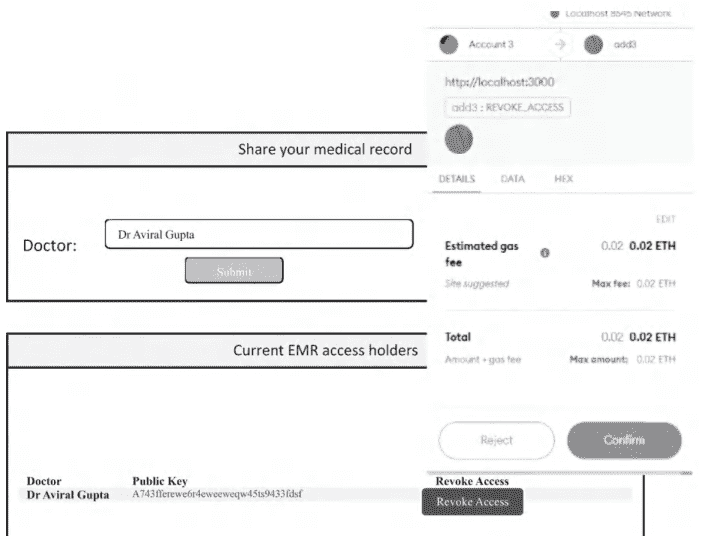 Localhost 8545 Network
Account 3
add3
http://localhost:3000
add3 : REVOKE_ACCESS
DETAILS DATA HEX
EDIT
Estimated gas fee
0.02 0.02 ETH
Site suggested
Max fee: 0.02 ETH
Total
0.02 0.02 ETH
Amount + gas fee
Max amount: 0.02 ETH
Reject
Confirm
Share your medical record
Doctor:
Dr Aviral Gupta
Submit
Current EMR access holders
Doctor Public Key Revoke Access
Dr Aviral Gupta
Revoke Access